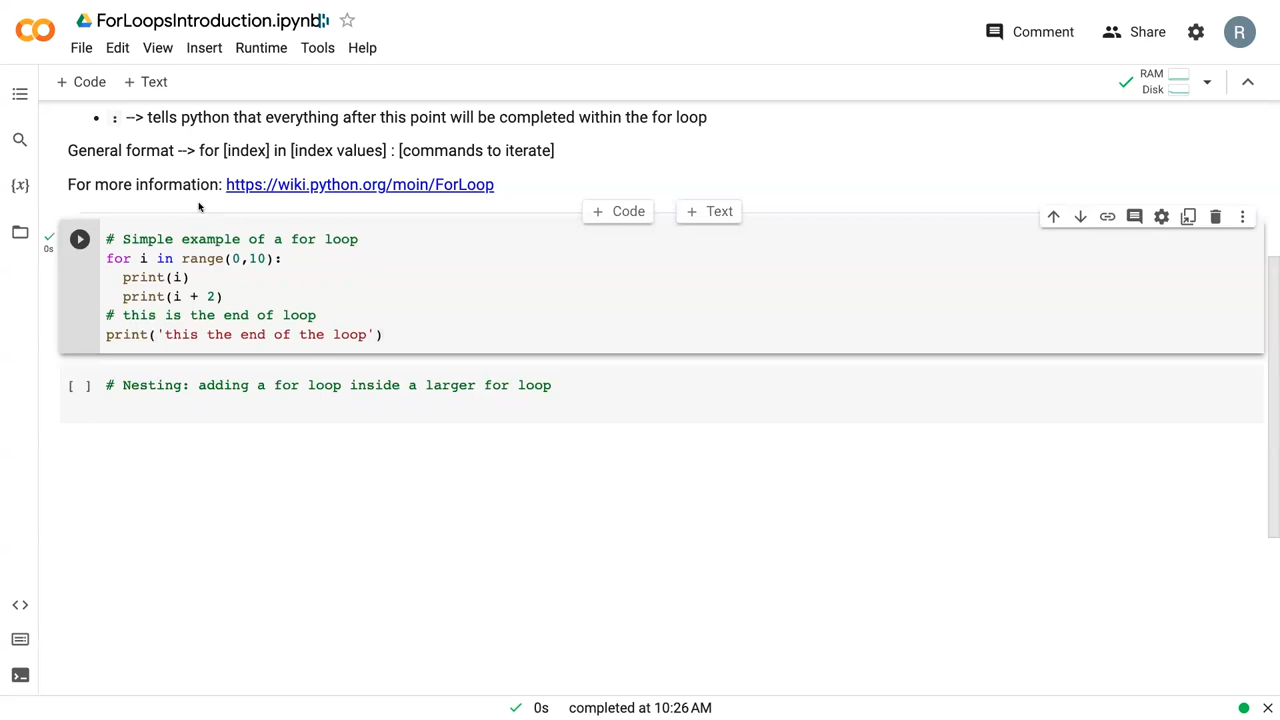 ForLoopsIntroduction.ipynb
Comment
Share
R
File Edit View Insert Runtime Tools Help
+ Code + Text
RAM
Disk
• : --> tells python that everything after this point will be completed within the for loop
General format --> for [index] in [index values] : [commands to iterate]
For more information: https://wiki.python.org/moin/ForLoop
+ Code + Text
0s
# Simple example of a for loop
for i in range(0,10):
  print(i)
  print(i + 2)
# this is the end of loop
print('this the end of the loop')
[ ] # Nesting: adding a for loop inside a larger for loop
0s completed at 10:26 AM